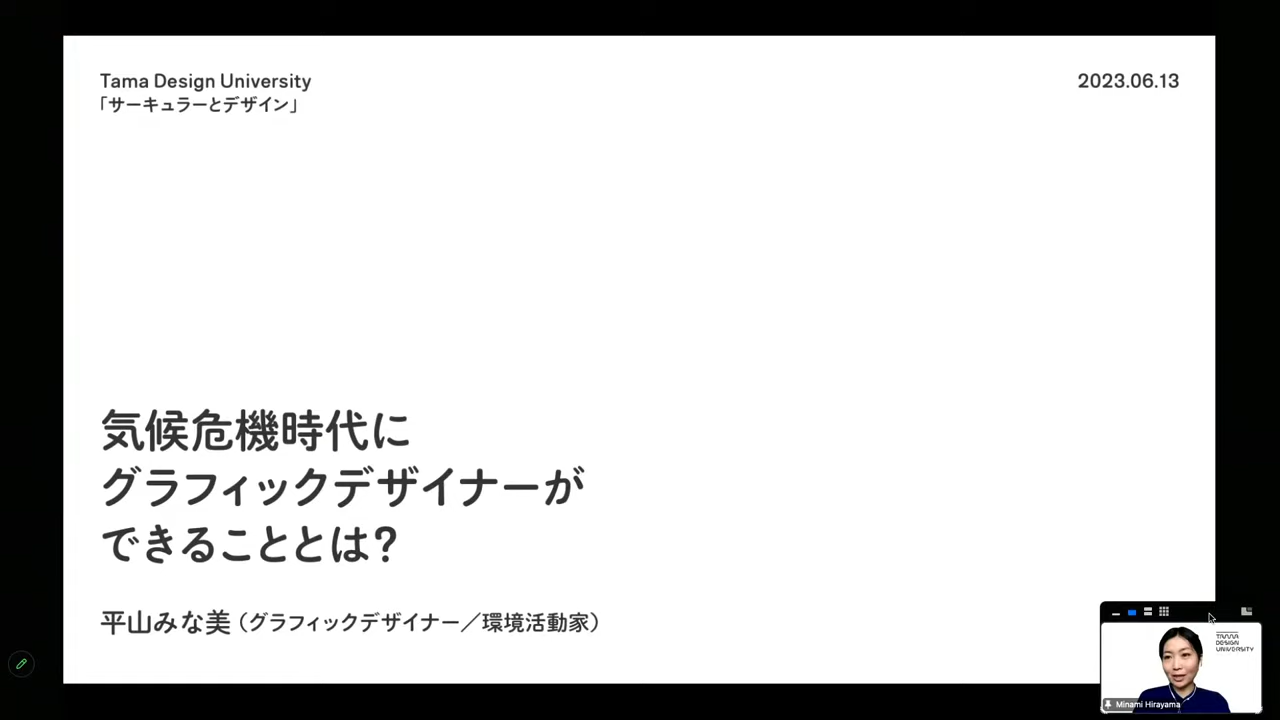 Tama Design University
「サーキュラーとデザイン」
2023.06.13
気候危機時代に
グラフィックデザイナーが
できることとは?
平山みな美（グラフィックデザイナー／環境活動家）
TAMA
DESIGN
UNIVERSITY
Minami Hirayama